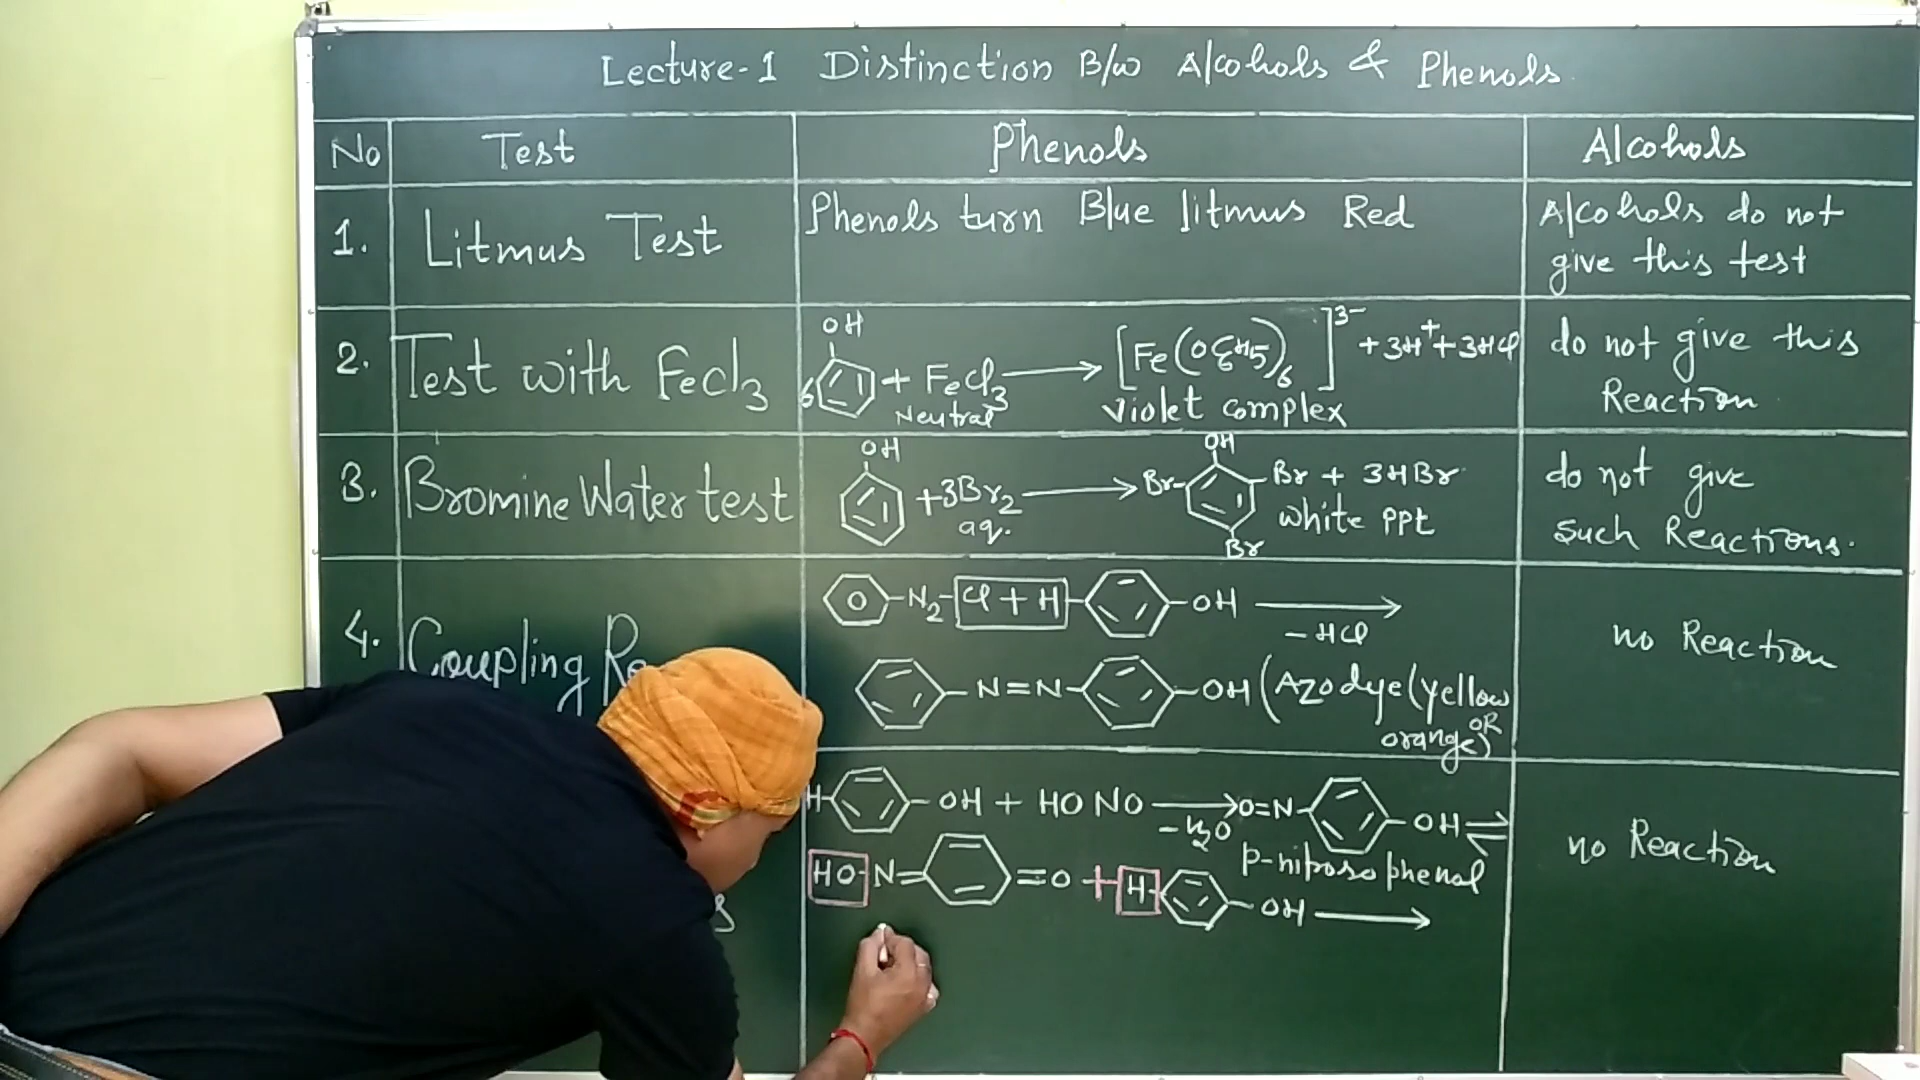 Lecture-1 Distinction B/w Alcohols & Phenols
No Test Phenols Alcohols
1. Litmus Test
Phenols turn Blue litmus Red
Alcohols do not
give this test
2. Test with FeCl3
OH
6 + FeCl3 → [Fe(OC6H5)6]3- + 3H+ + 3HCl
Neutral
Violet complex
do not give this
Reaction
3. Bromine Water test
OH OH
+3Br2 → Br- Br + 3HBr
aq. white ppt
Br
do not give
Such Reactions.
4. Coupling Re
O -N2-Cl + H- -OH →
-HCl
-N=N- -OH (Azodye (yellow
OR
orange)
no Reaction
H- -OH + HONO → O=N- -OH ⇌
-H2O
p-nitroso phenol
HO-N= =O + H- -OH →
s
no Reaction